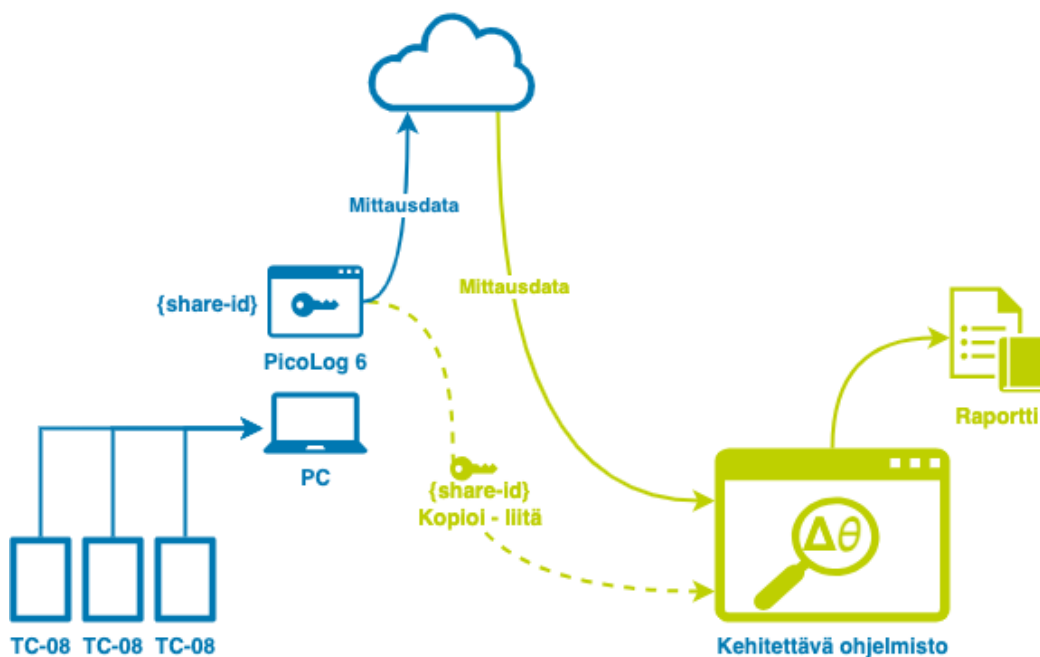 Mittausdata
Mittausdata
{share-id}
PicoLog 6
PC
{share-id}
Kopioi - liitä
Raportti
Δθ
TC-08 TC-08 TC-08
Kehitettävä ohjelmisto